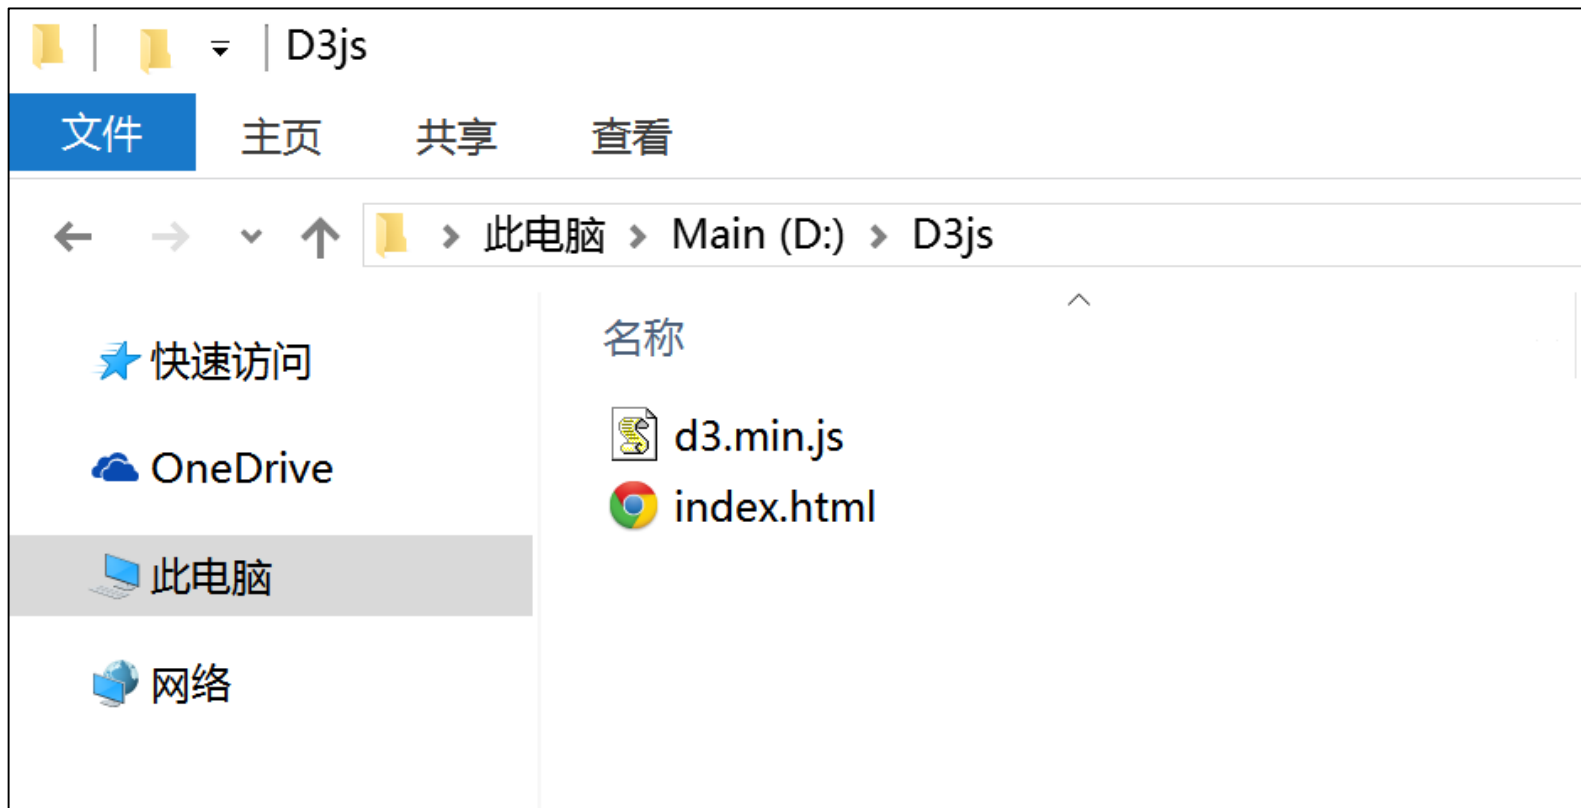 D3js
文件 主页 共享 查看
此电脑 Main (D:) D3js
名称
快速访问
d3.min.js
OneDrive
index.html
此电脑
网络